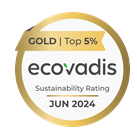 GOLD | Top 5%
ecovadis
Sustainability Rating
JUN 2024